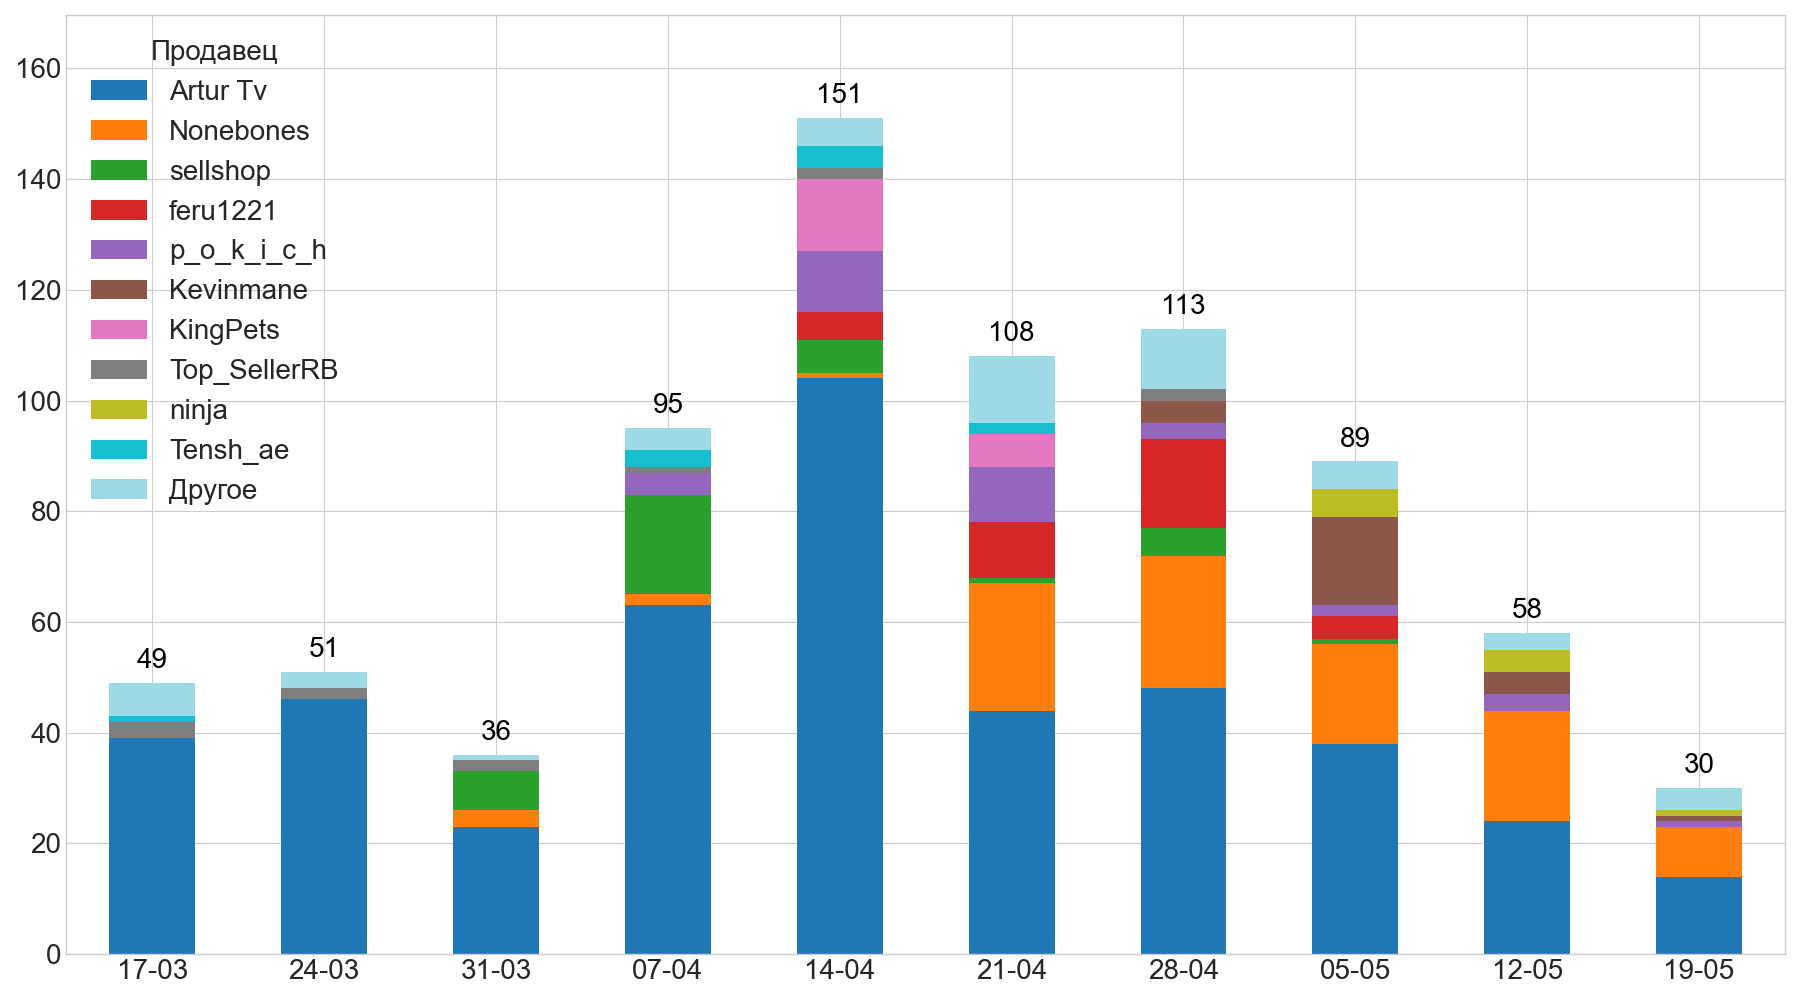 Продавец
Artur Tv
Nonebones
sellshop
feru1221
p_o_k_i_c_h
Kevinmane
KingPets
Top_SellerRB
ninja
Tensh_ae
Другое
160
140
120
100
80
60
40
20
0
49
51
36
95
151
108
113
89
58
30
17-03 24-03 31-03 07-04 14-04 21-04 28-04 05-05 12-05 19-05